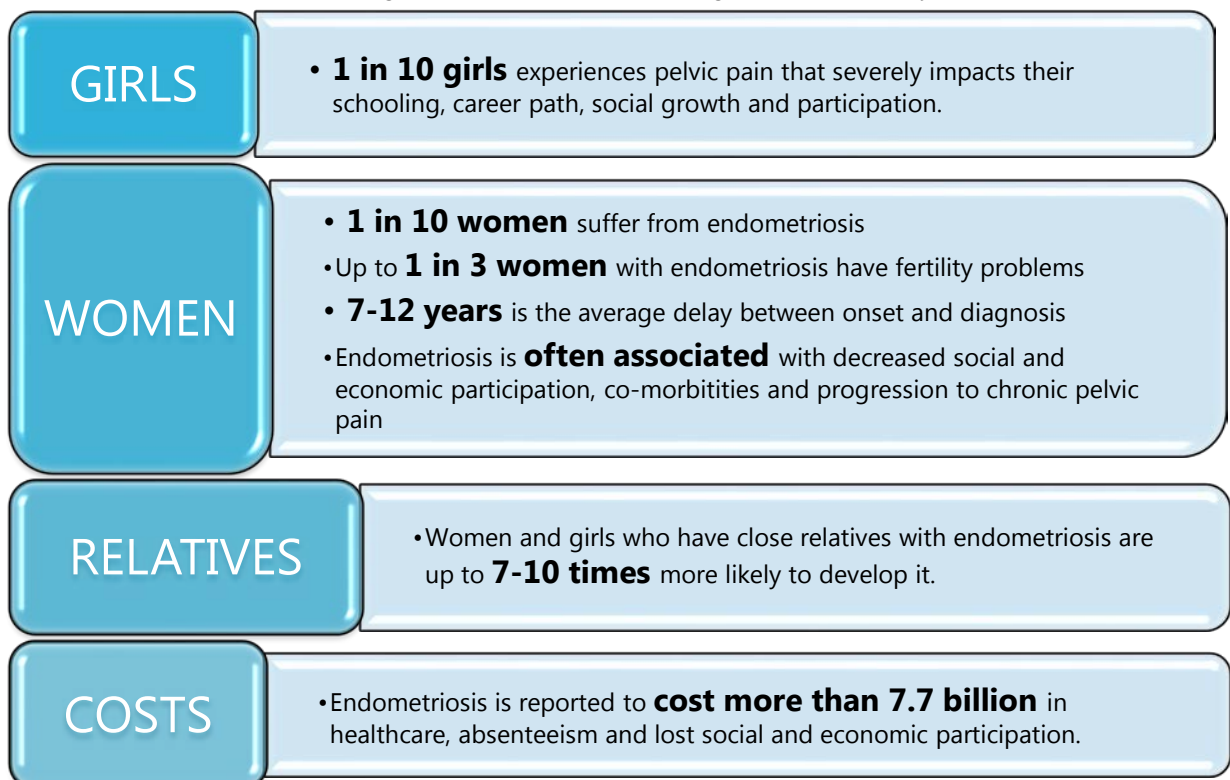 GIRLS
• 1 in 10 girls experiences pelvic pain that severely impacts their
schooling, career path, social growth and participation.
WOMEN
• 1 in 10 women suffer from endometriosis
•Up to 1 in 3 women with endometriosis have fertility problems
• 7-12 years is the average delay between onset and diagnosis
•Endometriosis is often associated with decreased social and
economic participation, co-morbitities and progression to chronic pelvic
pain
RELATIVES
•Women and girls who have close relatives with endometriosis are
up to 7-10 times more likely to develop it.
COSTS
•Endometriosis is reported to cost more than 7.7 billion in
healthcare, absenteeism and lost social and economic participation.